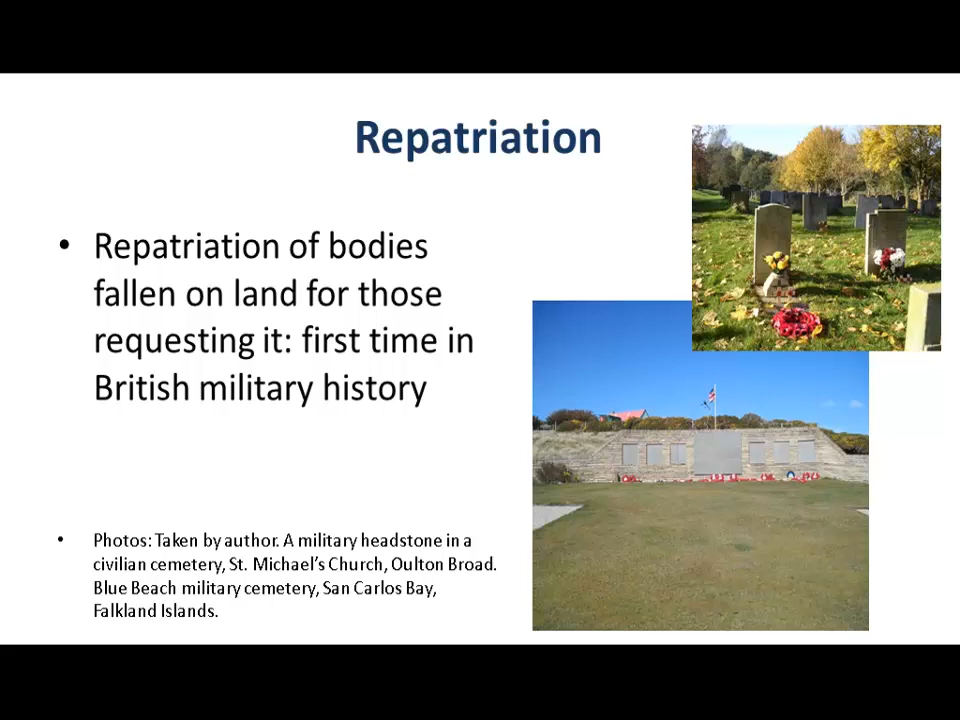 Repatriation
• Repatriation of bodies
fallen on land for those
requesting it: first time in
British military history
• Photos: Taken by author. A military headstone in a
civilian cemetery, St. Michael's Church, Oulton Broad.
Blue Beach military cemetery, San Carlos Bay,
Falkland Islands.